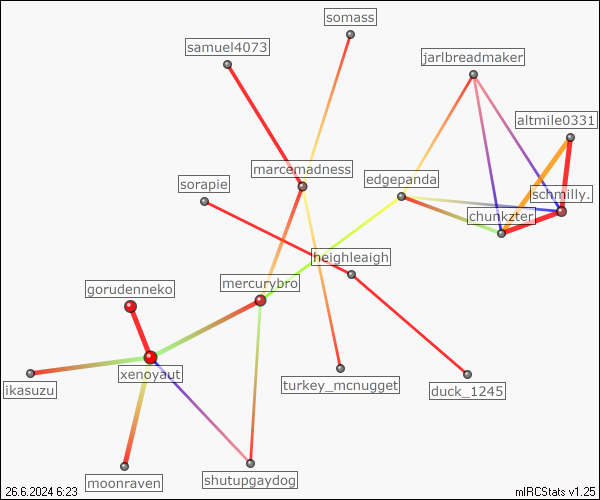 somass
samuel4073
jarlbreadmaker
altmile0331
marcemadness
edgepanda
sorapie
schmilly.
chunkzter
heighleaigh
mercurybro
gorudenneko
xenoyaut
ikasuzu
turkey_mcnugget
duck_1245
moonraven
shutupgaydog
26.6.2024 6:23
mIRCStats v1.25